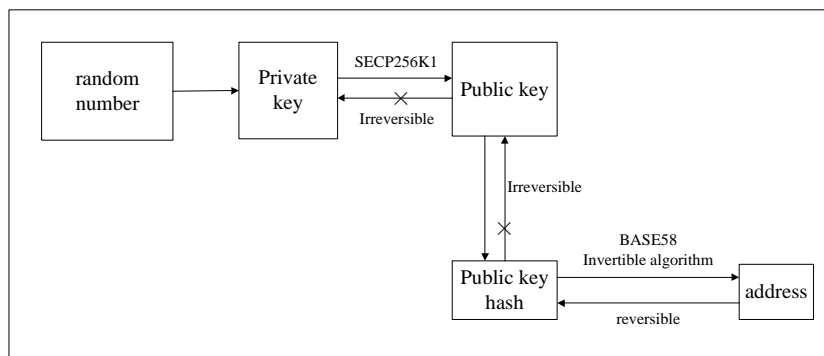 random
number
Private
key
SECP256K1
Irreversible
Public key
Irreversible
Public key
hash
BASE58
Invertible algorithm
reversible
address